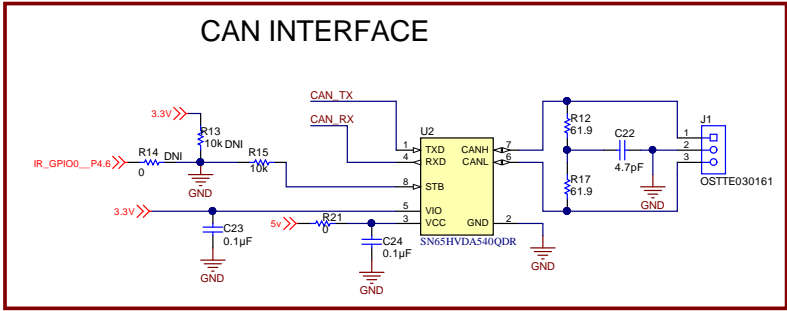 CAN INTERFACE
CAN_TX
CAN_RX
3.3V
R13
10k DNI
R14
DNI
0
IR_GPIO0__P4.6
R15
10k
GND
U2
1
TXD
4
RXD
8
STB
5
VIO
3
VCC
CANH
7
CANL
6
GND
2
SN65HVDA540QDR
3.3V
C23
0.1µF
GND
5v
R21
0
C24
0.1µF
GND
GND
R12
61.9
R17
61.9
C22
4.7pF
GND
J1
1
2
3
OSTTE030161